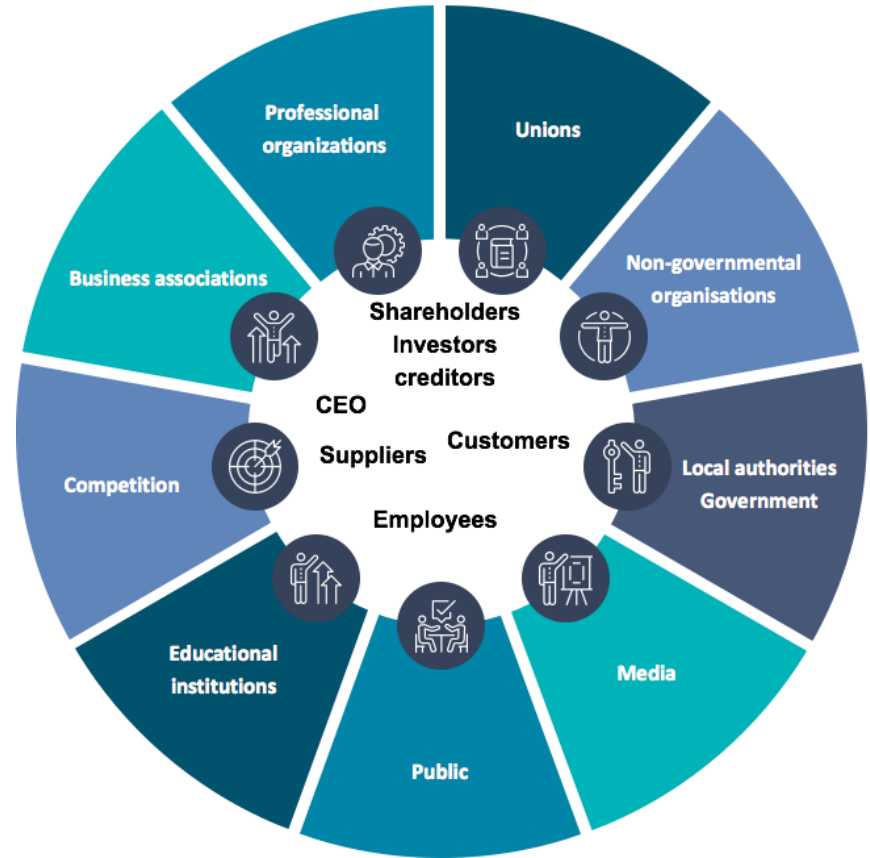 Professional
organizations
Unions
Business associations
Non-governmental
organisations
Shareholders
Investors
creditors
CEO
Customers
Suppliers
Competition
Local authorities
Government
Employees
Educational
institutions
Media
Public